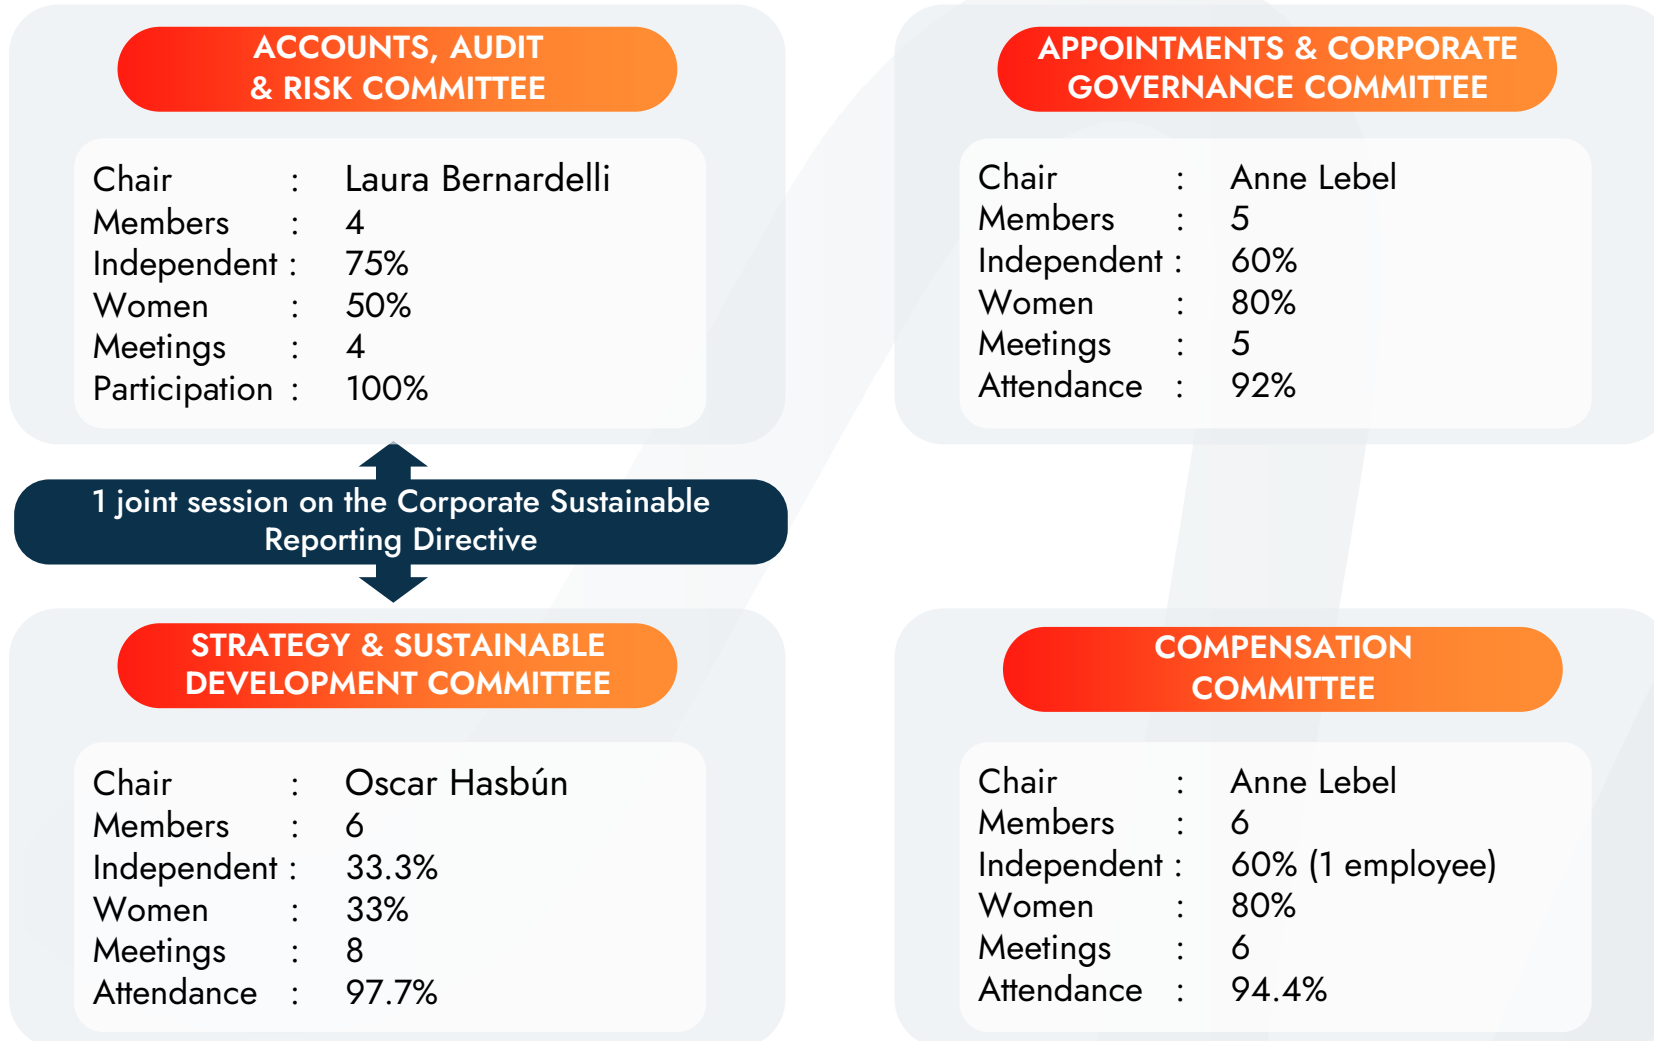 ACCOUNTS, AUDIT
& RISK COMMITTEE
Chair : Laura Bernardelli
Members : 4
Independent : 75%
Women : 50%
Meetings : 4
Participation : 100%
APPOINTMENTS & CORPORATE
GOVERNANCE COMMITTEE
Chair : Anne Lebel
Members : 5
Independent : 60%
Women : 80%
Meetings : 5
Attendance : 92%
1 joint session on the Corporate Sustainable
Reporting Directive
STRATEGY & SUSTAINABLE
DEVELOPMENT COMMITTEE
Chair : Oscar Hasbún
Members : 6
Independent : 33.3%
Women : 33%
Meetings : 8
Attendance : 97.7%
COMPENSATION
COMMITTEE
Chair : Anne Lebel
Members : 6
Independent : 60% (1 employee)
Women : 80%
Meetings : 6
Attendance : 94.4%